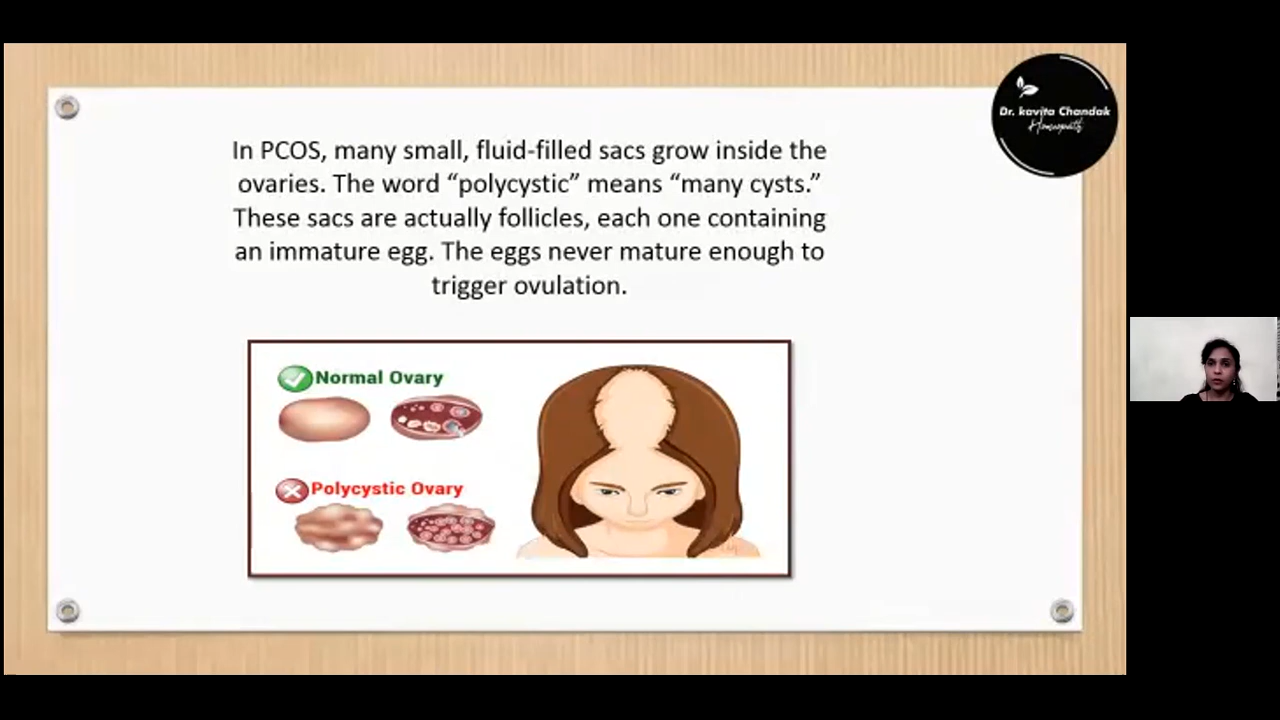 In PCOS, many small, fluid-filled sacs grow inside the
ovaries. The word “polycystic” means “many cysts.”
These sacs are actually follicles, each one containing
an immature egg. The eggs never mature enough to
trigger ovulation.
Dr. kavita Chandak
Homeopath
Normal Ovary
Polycystic Ovary